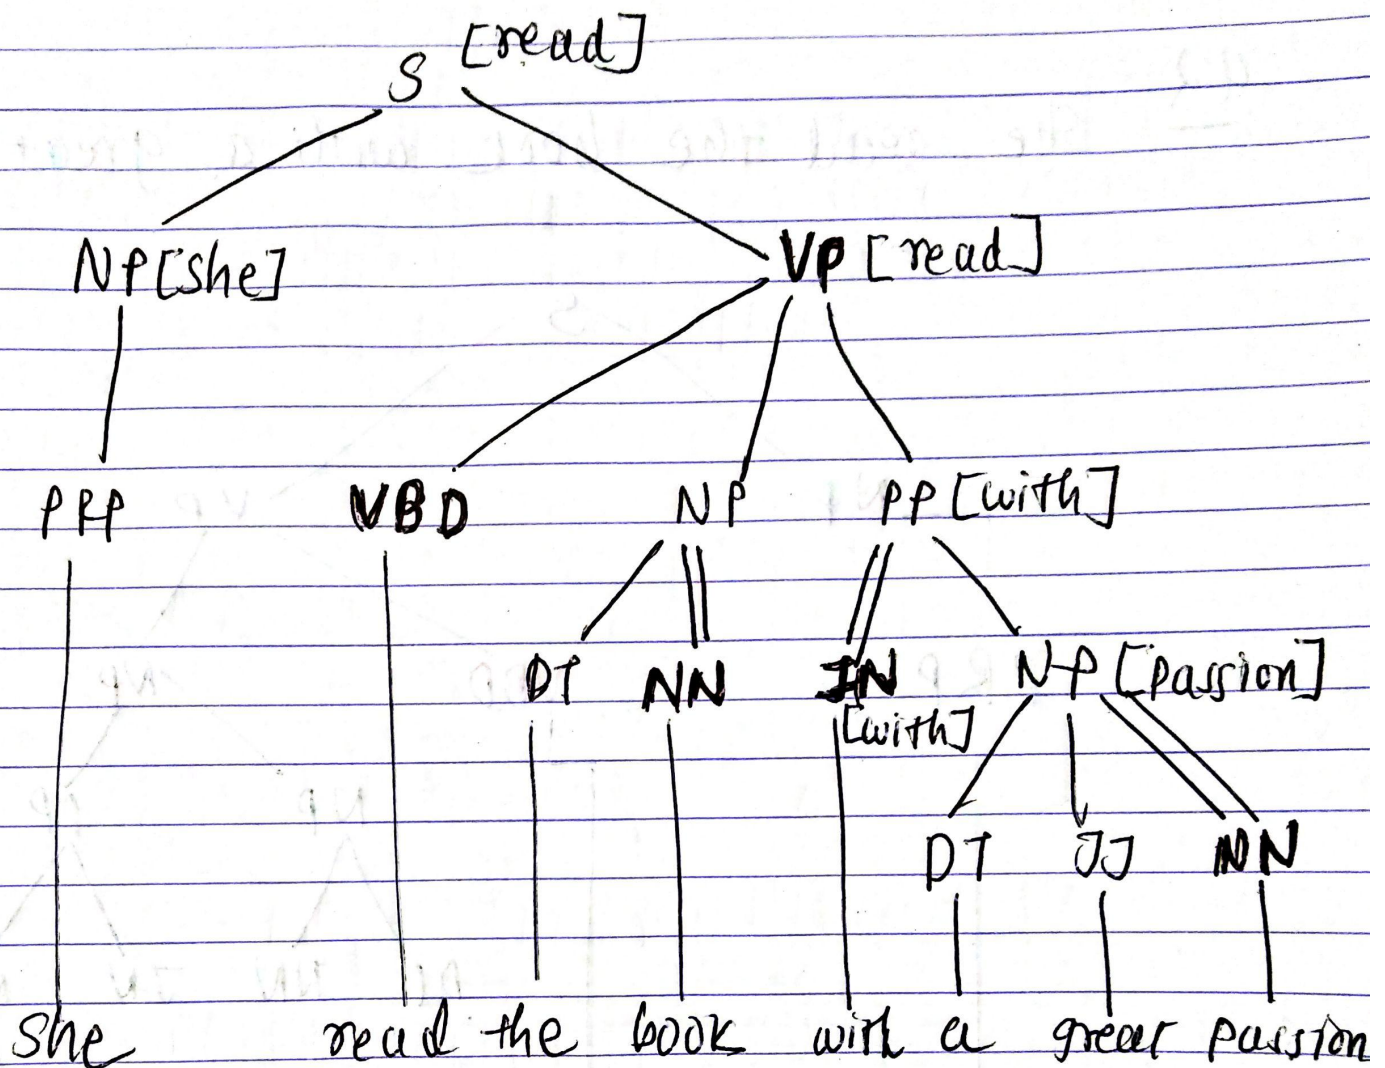 S [read]
NP[she] VP [read]
PRP VBD NP PP [with]
DT NN IN NP [passion]
[with]
DT JJ NN
she read the book with a great passion